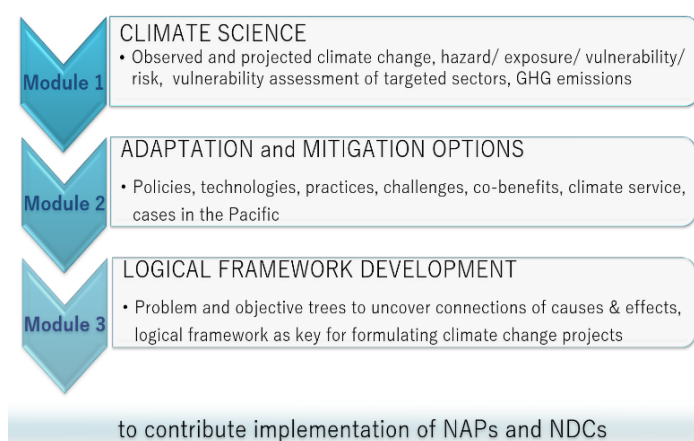 Module 1
CLIMATE SCIENCE
• Observed and projected climate change, hazard/ exposure/ vulnerability/
risk, vulnerability assessment of targeted sectors, GHG emissions
Module 2
ADAPTATION and MITIGATION OPTIONS
• Policies, technologies, practices, challenges, co-benefits, climate service,
cases in the Pacific
Module 3
LOGICAL FRAMEWORK DEVELOPMENT
• Problem and objective trees to uncover connections of causes & effects,
logical framework as key for formulating climate change projects
to contribute implementation of NAPs and NDCs